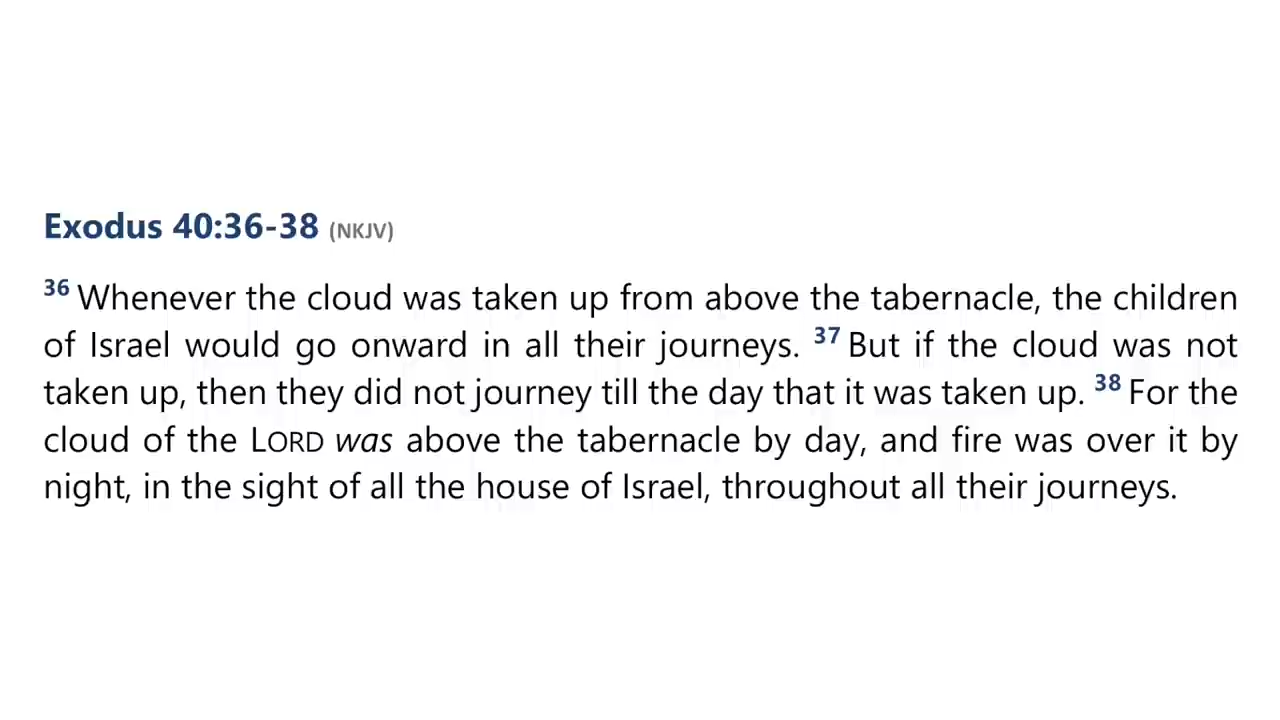 Exodus 40:36-38 (NKJV)
36 Whenever the cloud was taken up from above the tabernacle, the children
of Israel would go onward in all their journeys. 37 But if the cloud was not
taken up, then they did not journey till the day that it was taken up. 38 For the
cloud of the LORD was above the tabernacle by day, and fire was over it by
night, in the sight of all the house of Israel, throughout all their journeys.